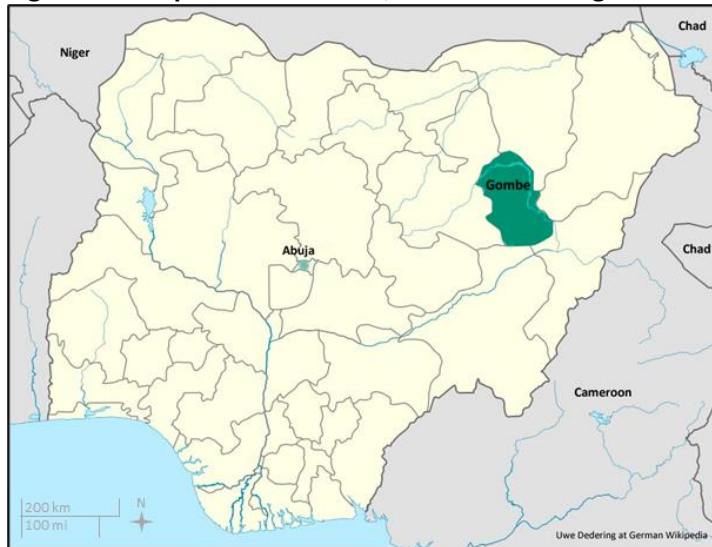 Niger
Chad
Gombe
Abuja
Chad
Cameroon
200 km
100 mi
N
Uwe Dedering at German Wikipedia